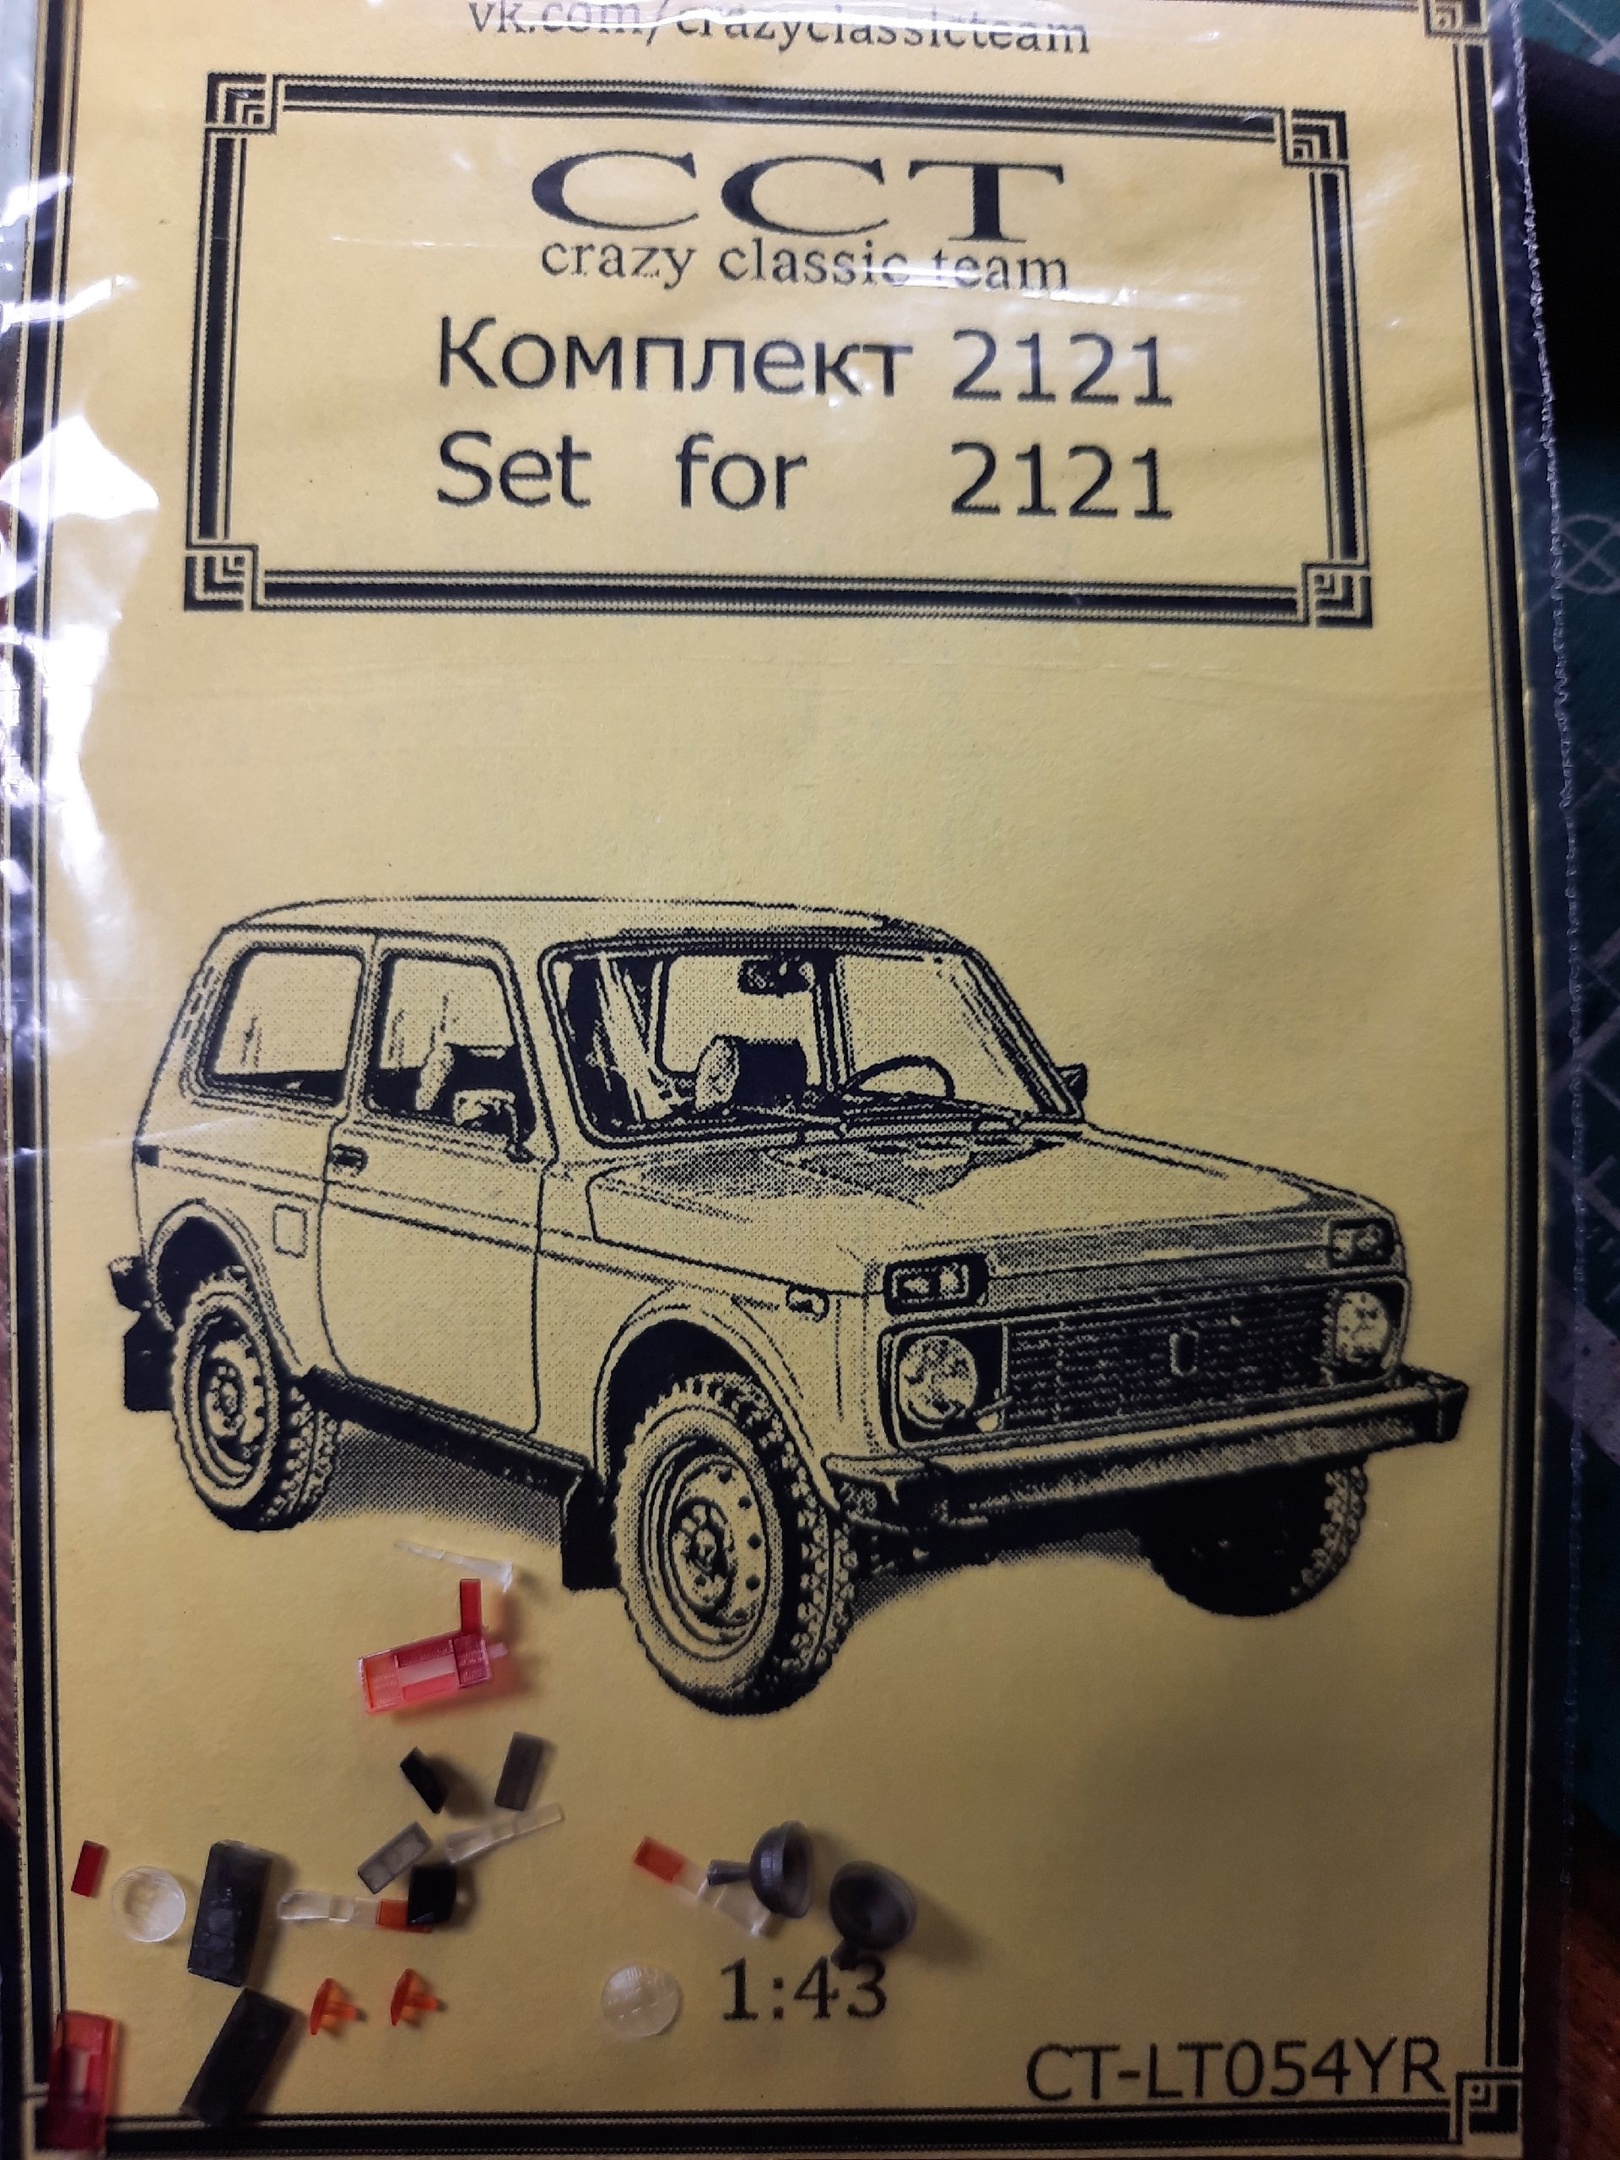 vk.com/crazyclassicteam
CCT
crazy classic team
Комплект 2121
Set for 2121
1:43
CT-LT054YR